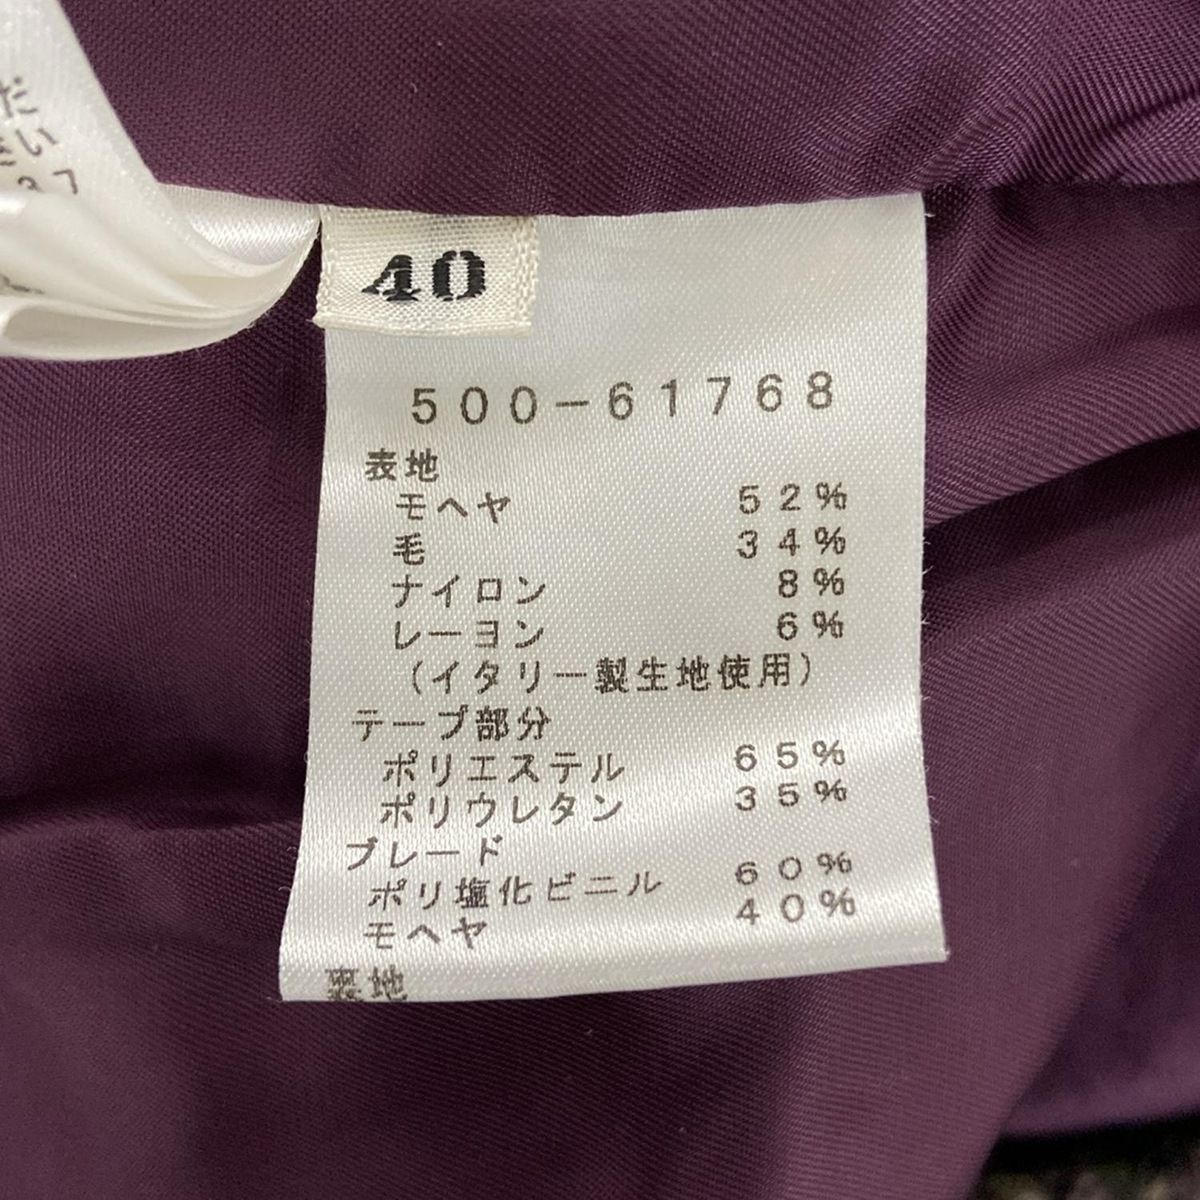 40
500-61768
表地
モヘヤ 52%
毛 34%
ナイロン 8%
レーヨン 6%
(イタリー製生地使用)
テープ部分
ポリエステル 65%
ポリウレタン 35%
ブレード
ポリ塩化ビニル 60%
モヘヤ 40%
裏地